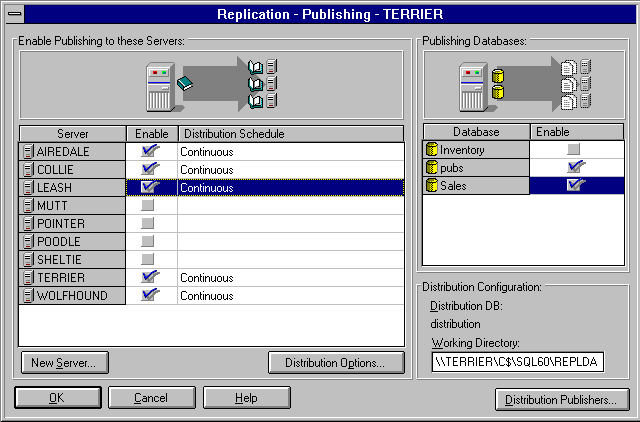 Replication - Publishing - TERRIER
Enable Publishing to these Servers:
Server Enable Distribution Schedule
AIREDALE Continuous
COLLIE Continuous
LEASH Continuous
MUTT
POINTER
POODLE
SHELTIE
TERRIER Continuous
WOLFHOUND Continuous
New Server... Distribution Options...
Publishing Databases:
Database Enable
Inventory
pubs
Sales
Distribution Configuration:
Distribution DB:
distribution
Working Directory:
\\TERRIER\C$\SQL60\REPLDA
OK Cancel Help Distribution Publishers...